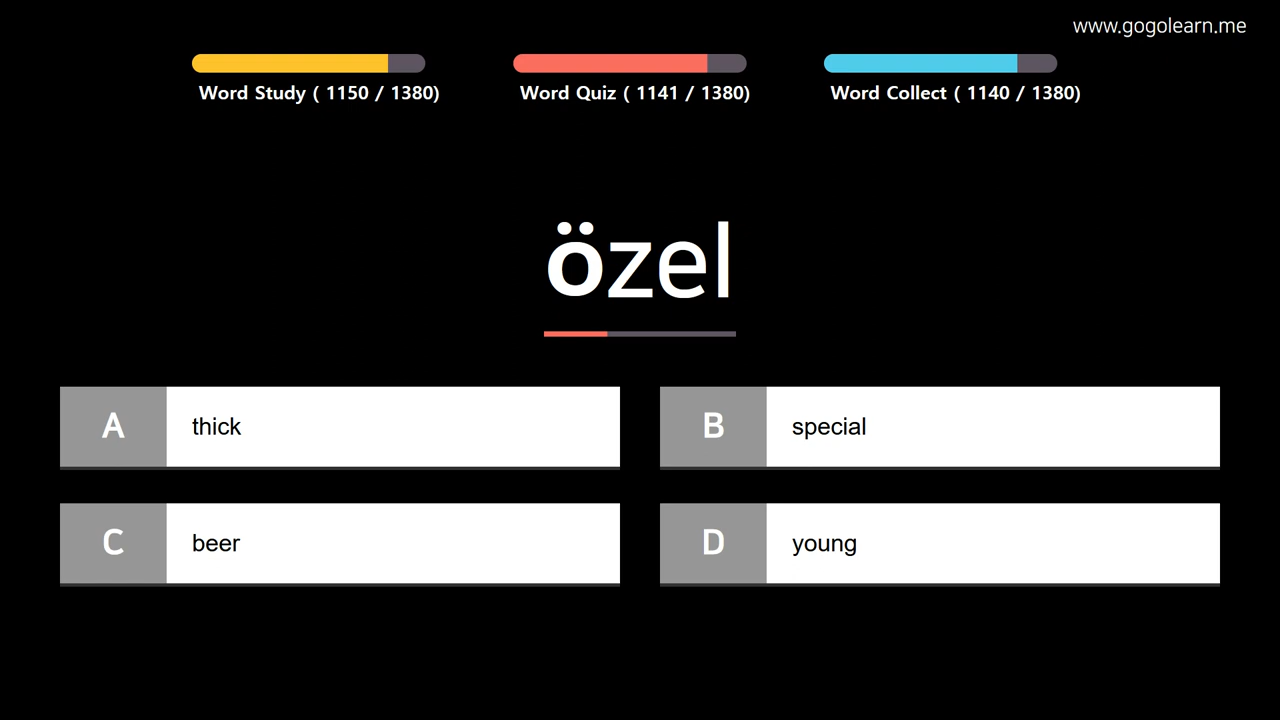 www.gogolearn.me
Word Study ( 1150 / 1380)
Word Quiz ( 1141 / 1380)
Word Collect ( 1140 / 1380)
özel
A thick
B special
C beer
D young